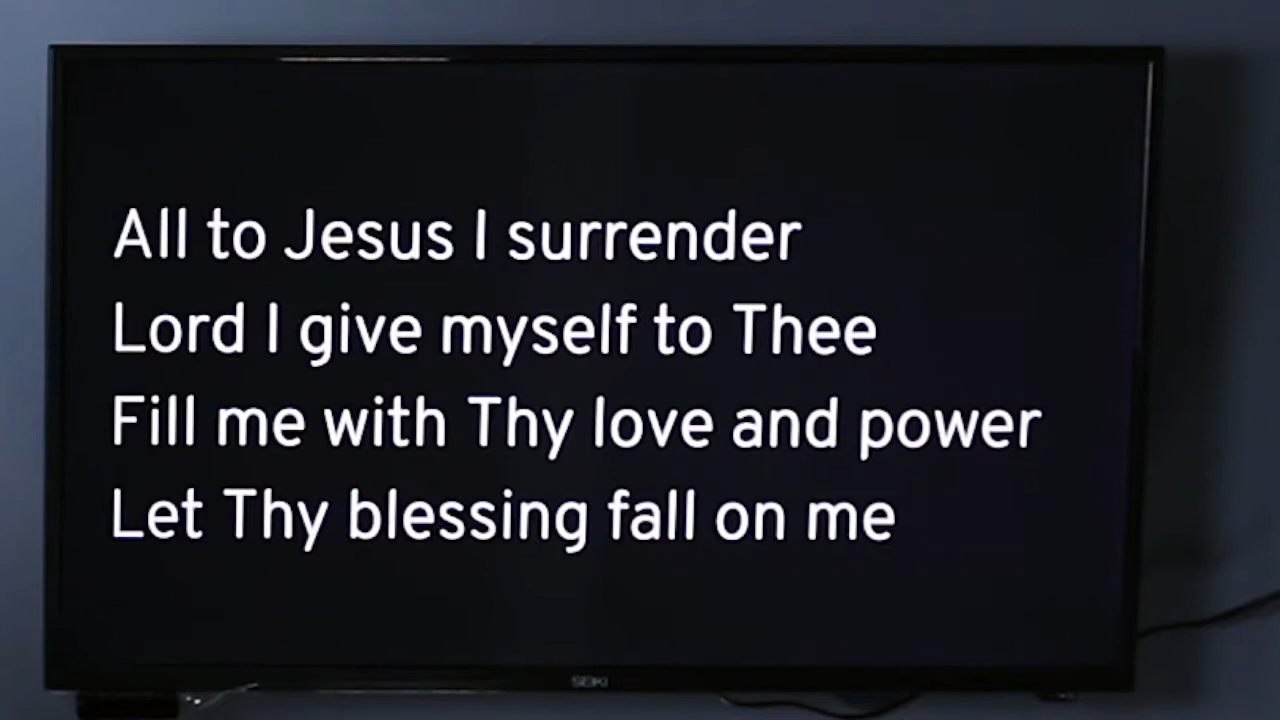 All to Jesus I surrender
Lord I give myself to Thee
Fill me with Thy love and power
Let Thy blessing fall on me
SEIKI